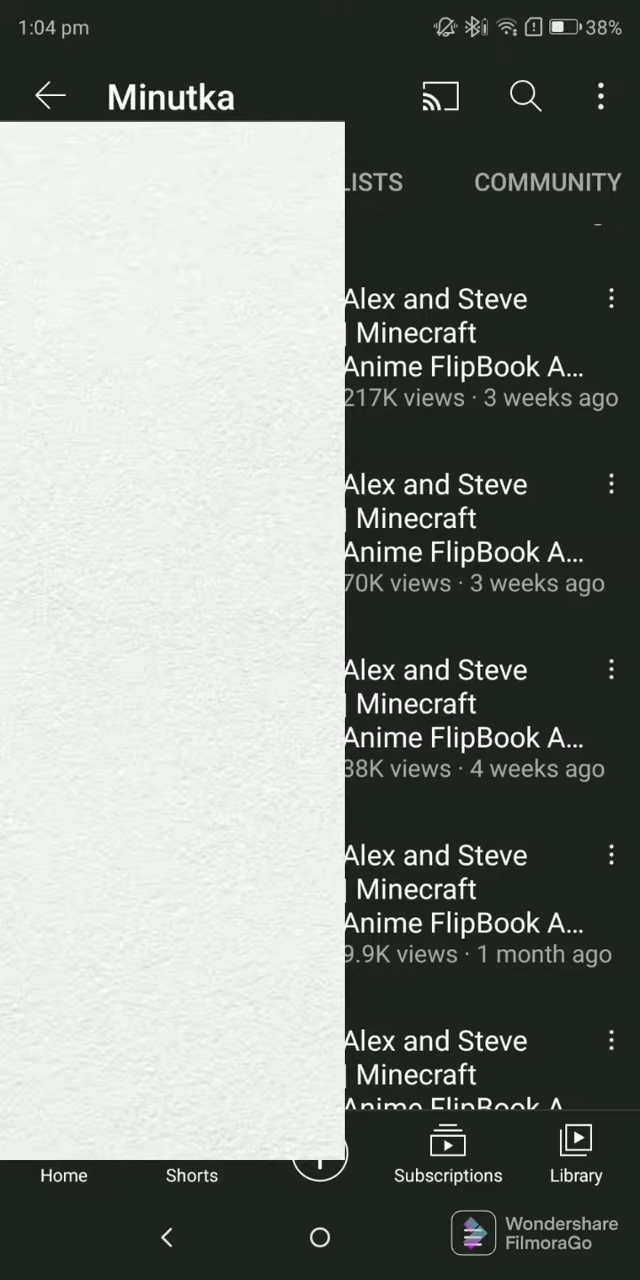 1:04 pm
38%
Minutka
LISTS
COMMUNITY
Alex and Steve
| Minecraft
Anime FlipBook A...
217K views · 3 weeks ago
Alex and Steve
| Minecraft
Anime FlipBook A...
70K views · 3 weeks ago
Alex and Steve
| Minecraft
Anime FlipBook A...
38K views · 4 weeks ago
Alex and Steve
| Minecraft
Anime FlipBook A...
9.9K views · 1 month ago
Alex and Steve
| Minecraft
Anime FlipBook A
Home
Shorts
Subscriptions
Library
Wondershare
FilmoraGo